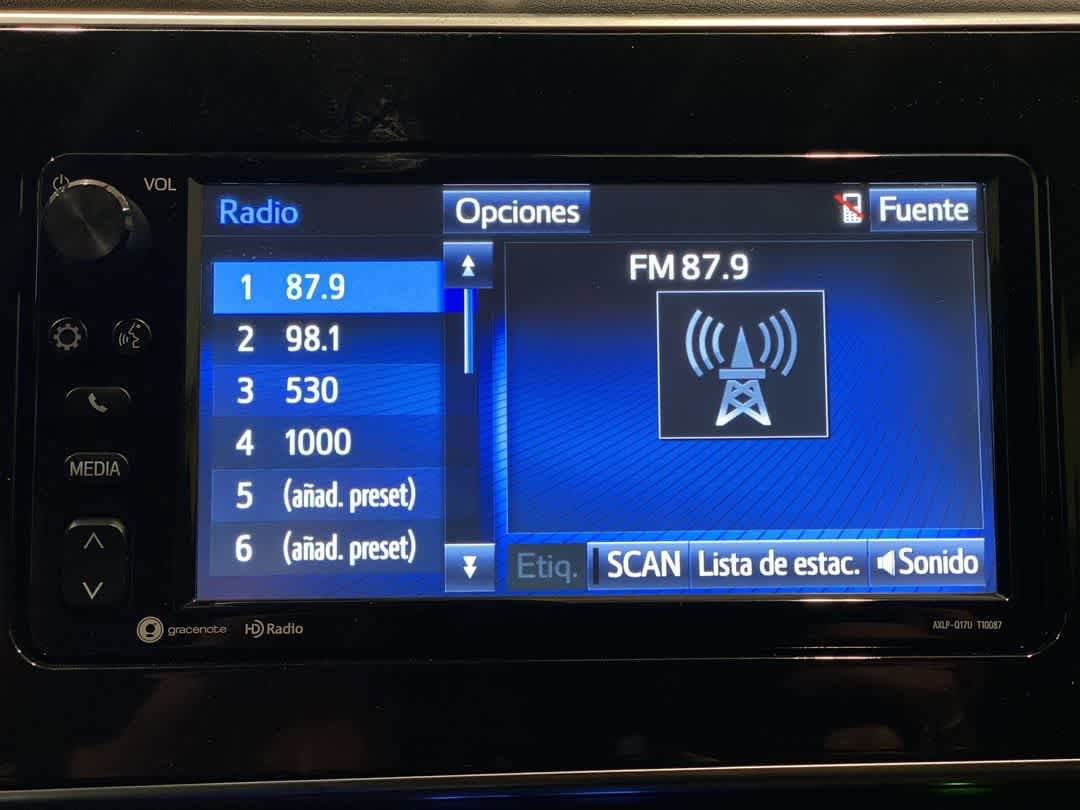 VOL
Radio
Opciones
Fuente
FM 87.9
1 87.9
2 98.1
3 530
4 1000
5 (añad. preset)
6 (añad. preset)
MEDIA
Etiq.
SCAN
Lista de estac.
Sonido
gracenote
HD Radio
AXLP-Q17U T10087